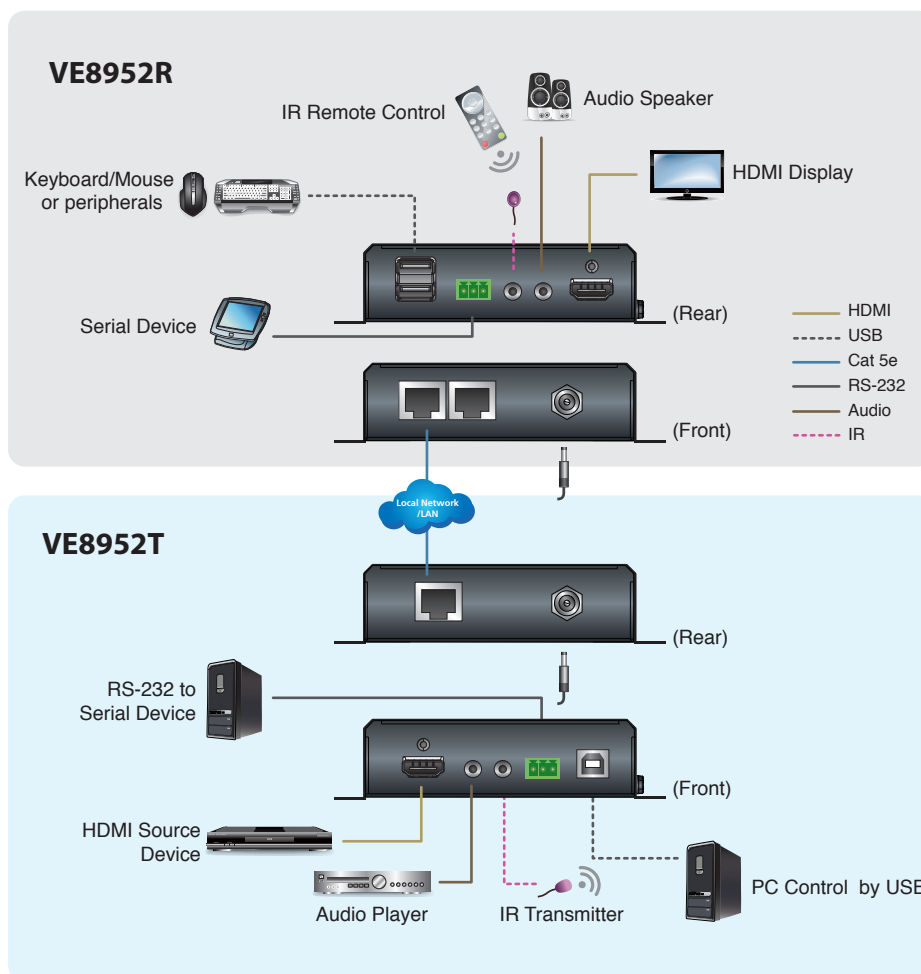 VE8952R
IR Remote Control
Audio Speaker
Keyboard/Mouse
or peripherals
HDMI Display
Serial Device
(Rear)
HDMI
USB
Cat 5e
RS-232
Audio
IR
(Front)
Local Network
/LAN
VE8952T
(Rear)
RS-232 to
Serial Device
(Front)
HDMI Source
Device
Audio Player
IR Transmitter
PC Control by USB